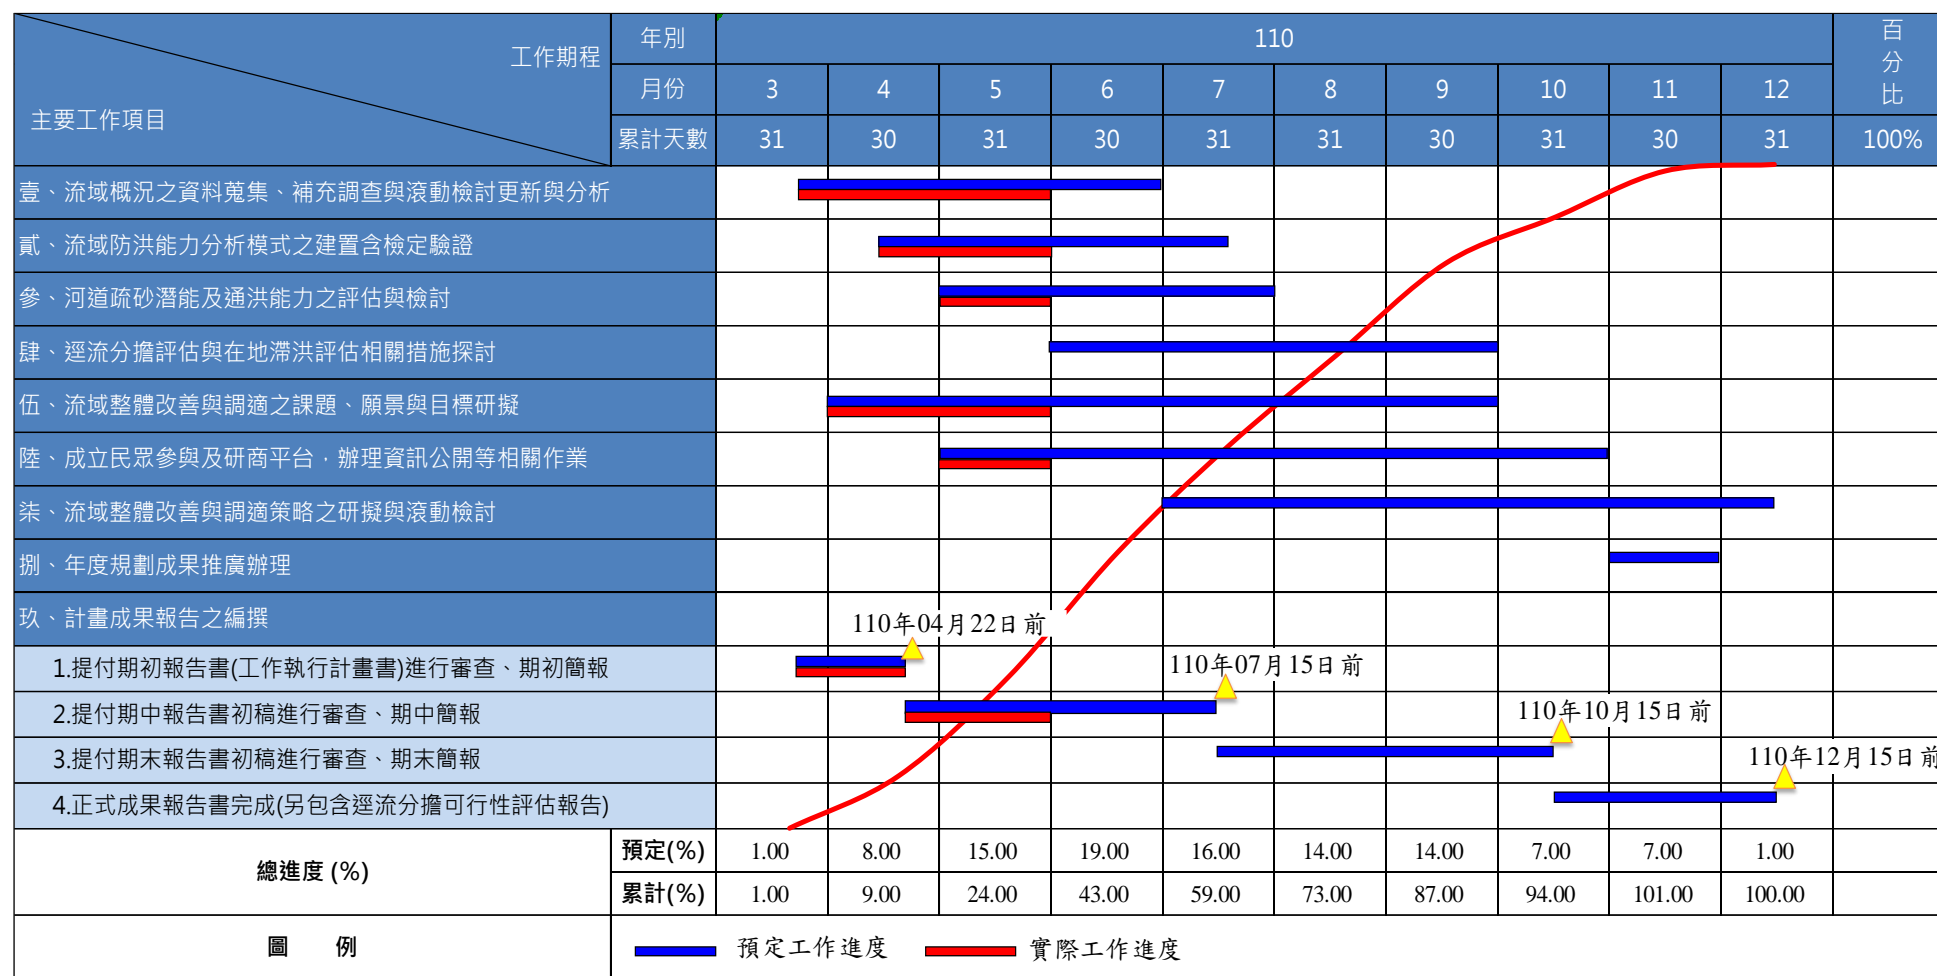 工作期程
主要工作項目
年別 110 百分比
月份 3 4 5 6 7 8 9 10 11 12
累計天數 31 30 31 30 31 31 30 31 30 31 100%
壹、流域概況之資料蒐集、補充調查與滾動檢討更新與分析
貳、流域防洪能力分析模式之建置含檢定驗證
參、河道疏砂潛能及通洪能力之評估與檢討
肆、逕流分擔評估與在地滯洪評估相關措施探討
伍、流域整體改善與調適之課題、願景與目標研擬
陸、成立民眾參與及研商平台，辦理資訊公開等相關作業
柒、流域整體改善與調適策略之研擬與滾動檢討
捌、年度規劃成果推廣辦理
玖、計畫成果報告之編撰
110年04月22日前
1.提付期初報告書(工作執行計畫書)進行審查、期初簡報
110年07月15日前
2.提付期中報告書初稿進行審查、期中簡報
110年10月15日前
3.提付期末報告書初稿進行審查、期末簡報
110年12月15日前
4.正式成果報告書完成(另包含逕流分擔可行性評估報告)
總進度 (%)
預定(%) 1.00 8.00 15.00 19.00 16.00 14.00 14.00 7.00 7.00 1.00
累計(%) 1.00 9.00 24.00 43.00 59.00 73.00 87.00 94.00 101.00 100.00
圖 例 預定工作進度 實際工作進度